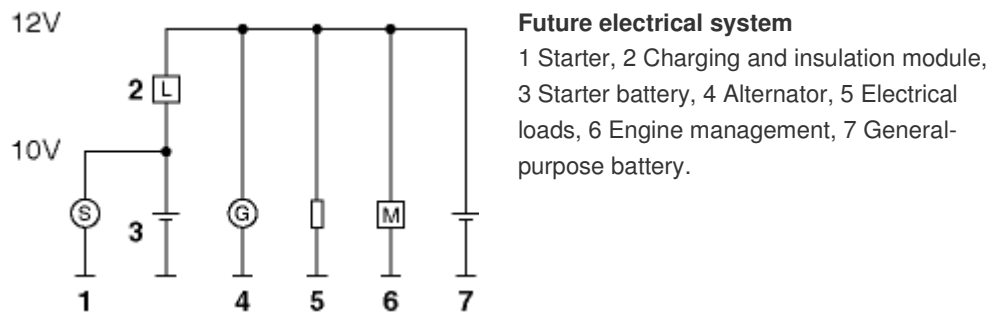 12V
2 L
10V
S
3
G
M
1 4 5 6 7
Future electrical system
1 Starter, 2 Charging and insulation module,
3 Starter battery, 4 Alternator, 5 Electrical
loads, 6 Engine management, 7 General-
purpose battery.